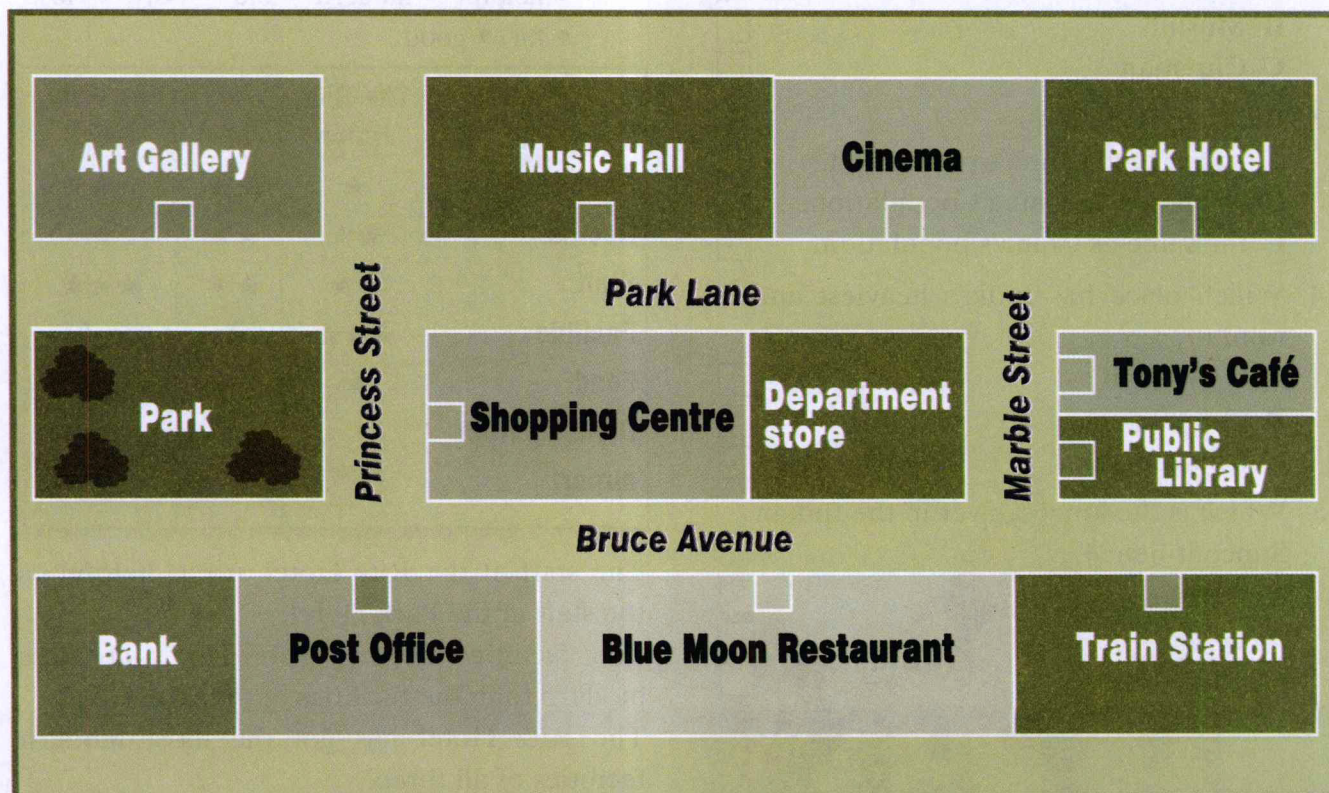 Art Gallery
Music Hall
Cinema
Park Hotel
Park Lane
Princess Street
Marble Street
Park
Shopping Centre
Department
store
Tony's Café
Public
Library
Bruce Avenue
Bank
Post Office
Blue Moon Restaurant
Train Station